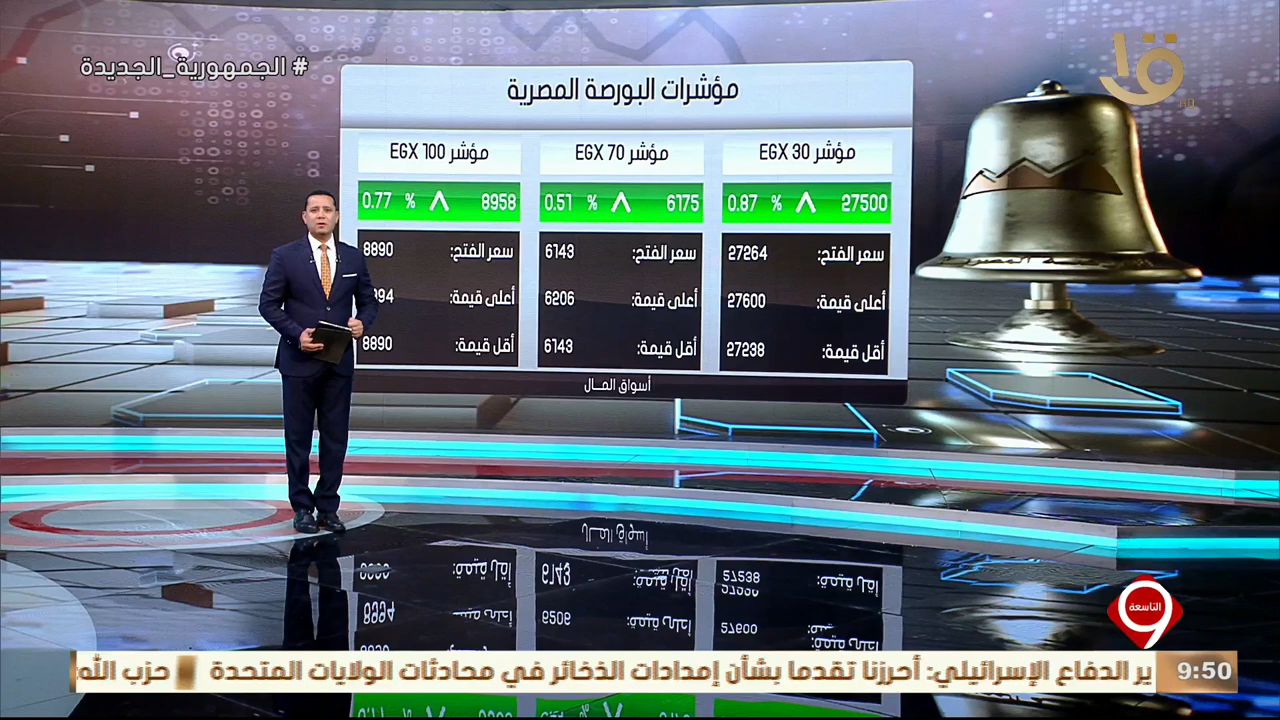 #الجمهورية_الجديدة
مؤشرات البورصة المصرية
مؤشر EGX 30
27500 0.87 %
سعر الفتح: 27264
أعلى قيمة: 27600
أقل قيمة: 27238
مؤشر EGX 70
6175 0.51 %
سعر الفتح: 6143
أعلى قيمة: 6206
أقل قيمة: 6143
مؤشر EGX 100
8958 0.77 %
سعر الفتح: 8890
أعلى قيمة:
أقل قيمة: 8890
أسواق المال
التاسعة
9
9:50
ير الدفاع الإسرائيلي: أحرزنا تقدما بشأن إمدادات الذخائر في محادثات الولايات المتحدة
حزب الله